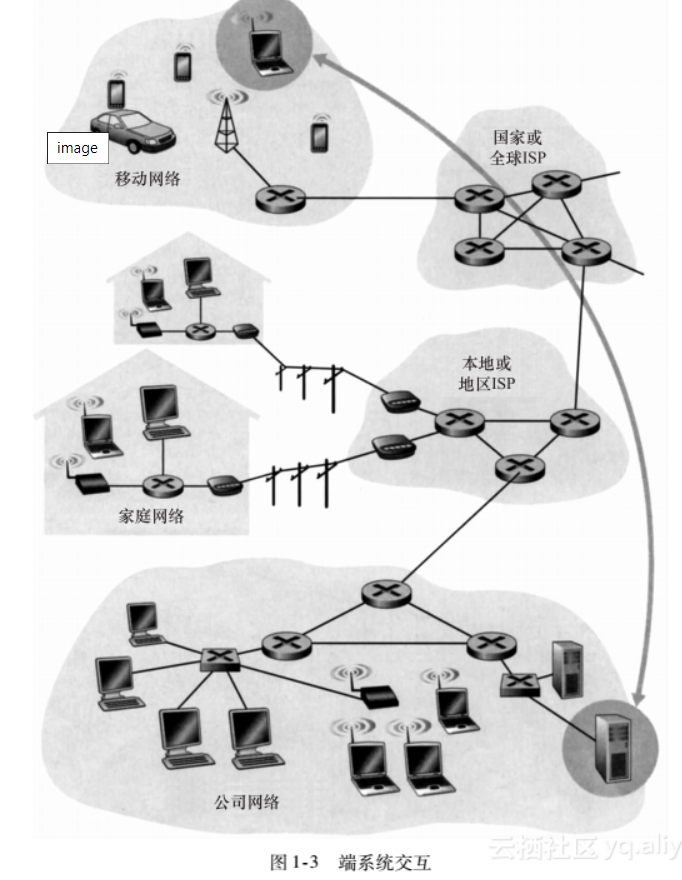 国家或
全球ISP
image
移动网络
本地或
地区ISP
家庭网络
公司网络
云栖社区 yq.aliy
图 1-3 端系统交互